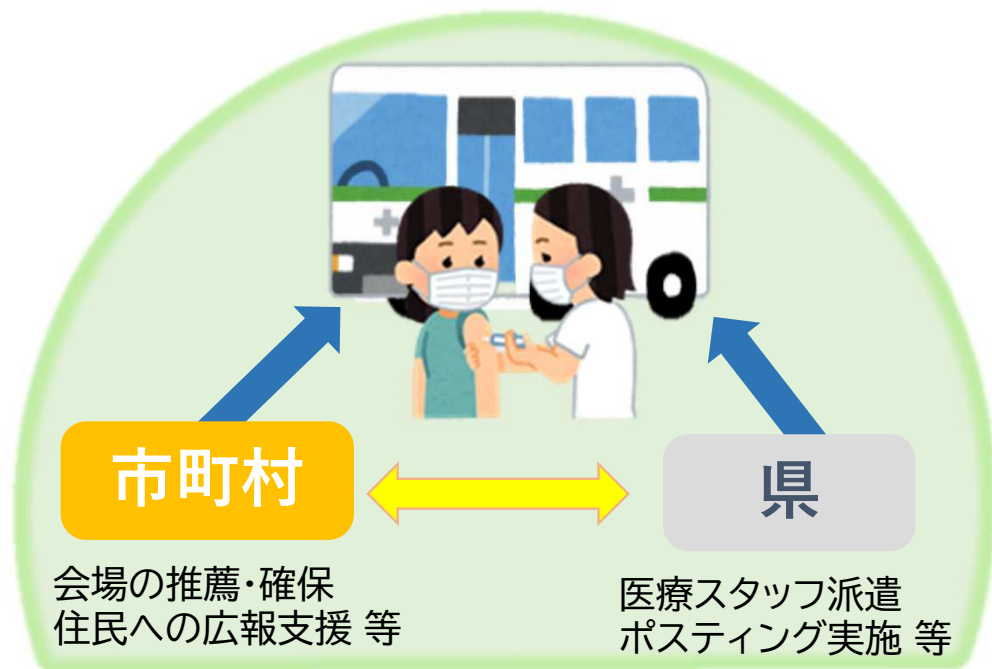 市町村
県
会場の推薦・確保
住民への広報支援 等
医療スタッフ派遣
ポスティング実施 等